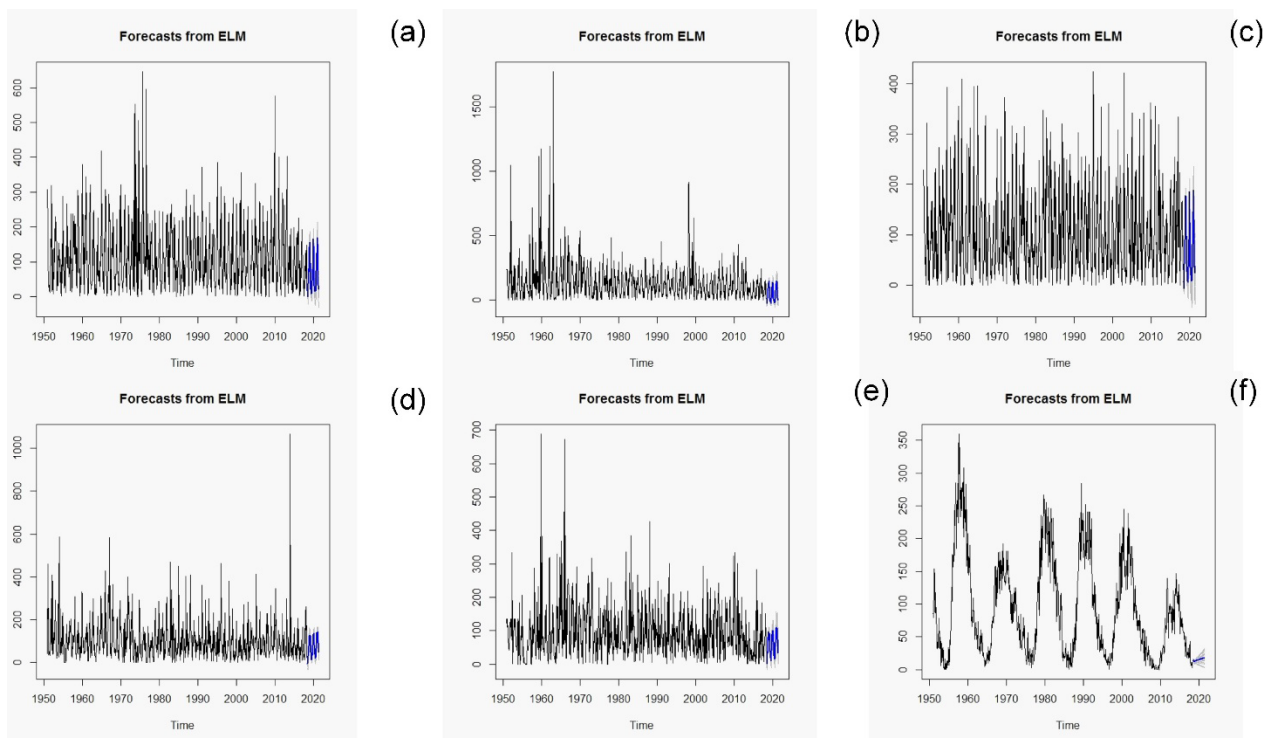 Forecasts from ELM (a)
0 100 200 300 400 500 600
1950 1960 1970 1980 1990 2000 2010 2020
Time
Forecasts from ELM (b)
0 500 1000 1500
1950 1960 1970 1980 1990 2000 2010 2020
Time
Forecasts from ELM (c)
0 100 200 300 400
1950 1960 1970 1980 1990 2000 2010 2020
Time
Forecasts from ELM (d)
0 200 400 600 800 1000
1950 1960 1970 1980 1990 2000 2010 2020
Time
Forecasts from ELM (e)
0 100 200 300 400 500 600 700
1950 1960 1970 1980 1990 2000 2010 2020
Time
Forecasts from ELM (f)
0 50 100 150 200 250 300 350
1950 1960 1970 1980 1990 2000 2010 2020
Time